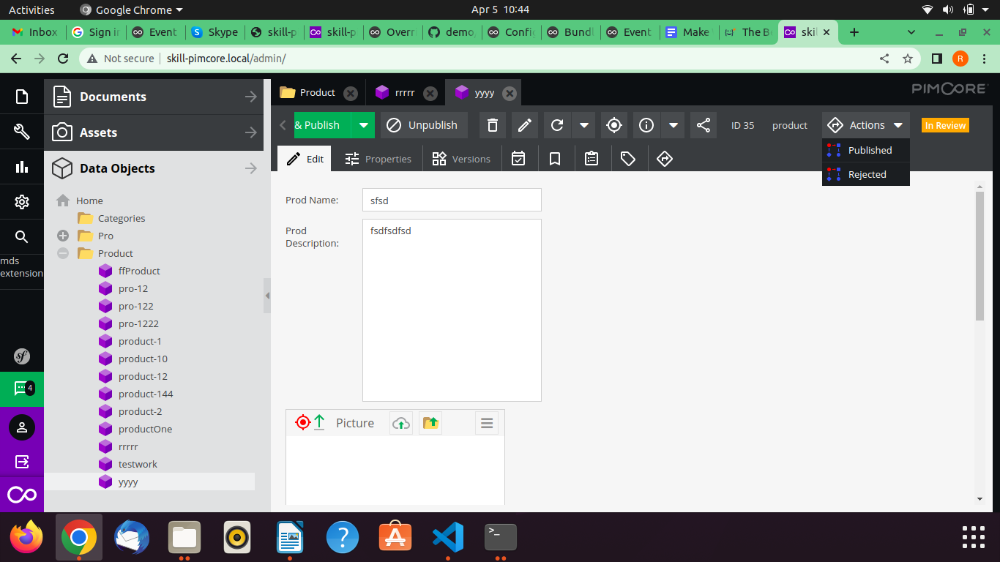 Activities
Google Chrome
Apr 5 10:44
Inbox
Sign in
Event
Skype
skill-p
skill-p
Overri
demo
Config
Bundl
Event
Make
The Be
skil
Not secure
skill-pimcore.local/admin/
R
mds
extension
4
Documents
Assets
Data Objects
Home
Categories
Pro
Product
ffProduct
pro-12
pro-122
pro-1222
product-1
product-10
product-12
product-144
product-2
productOne
rrrrr
testwork
yyyy
Product
rrrrr
yyyy
PIMCORE
& Publish
Unpublish
ID 35
product
Actions
In Review
Published
Rejected
Edit
Properties
Versions
Prod Name:
sfsd
Prod
Description:
fsdfsdfsd
Picture